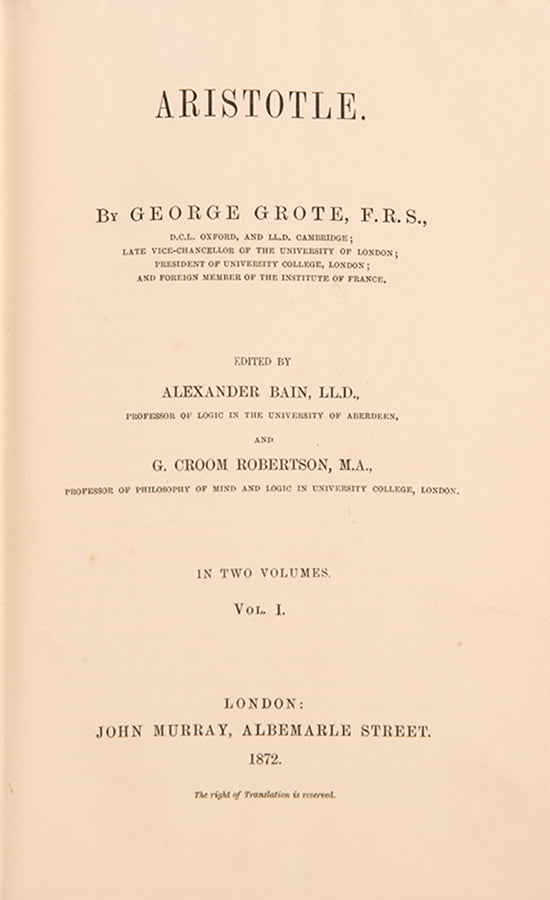 ARISTOTLE.
By GEORGE GROTE, F.R.S.,
D.C.L. OXFORD, AND LL.D. CAMBRIDGE;
LATE VICE-CHANCELLOR OF THE UNIVERSITY OF LONDON;
PRESIDENT OF UNIVERSITY COLLEGE, LONDON;
AND FOREIGN MEMBER OF THE INSTITUTE OF FRANCE.
EDITED BY
ALEXANDER BAIN, LL.D.,
PROFESSOR OF LOGIC IN THE UNIVERSITY OF ABERDEEN,
AND
G. CROOM ROBERTSON, M.A.,
PROFESSOR OF PHILOSOPHY OF MIND AND LOGIC IN UNIVERSITY COLLEGE, LONDON.
IN TWO VOLUMES.
Vol. I.
LONDON:
JOHN MURRAY, ALBEMARLE STREET.
1872.
The right of Translation is reserved.